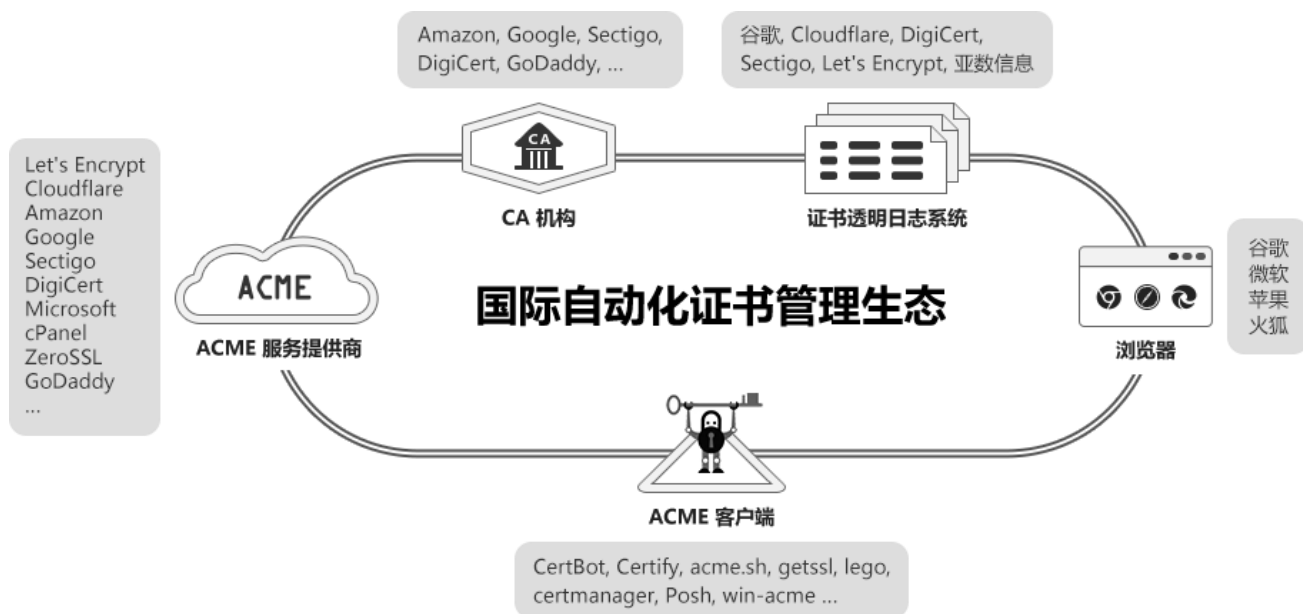 Amazon, Google, Sectigo,
DigiCert, GoDaddy, ...
谷歌, Cloudflare, DigiCert,
Sectigo, Let's Encrypt, 亚数信息
CA
CA 机构
证书透明日志系统
Let's Encrypt
Cloudflare
Amazon
Google
Sectigo
DigiCert
Microsoft
cPanel
ZeroSSL
GoDaddy
...
ACME
ACME 服务提供商
国际自动化证书管理生态
浏览器
谷歌
微软
苹果
火狐
ACME 客户端
CertBot, Certify, acme.sh, getssl, lego,
certmanager, Posh, win-acme ...